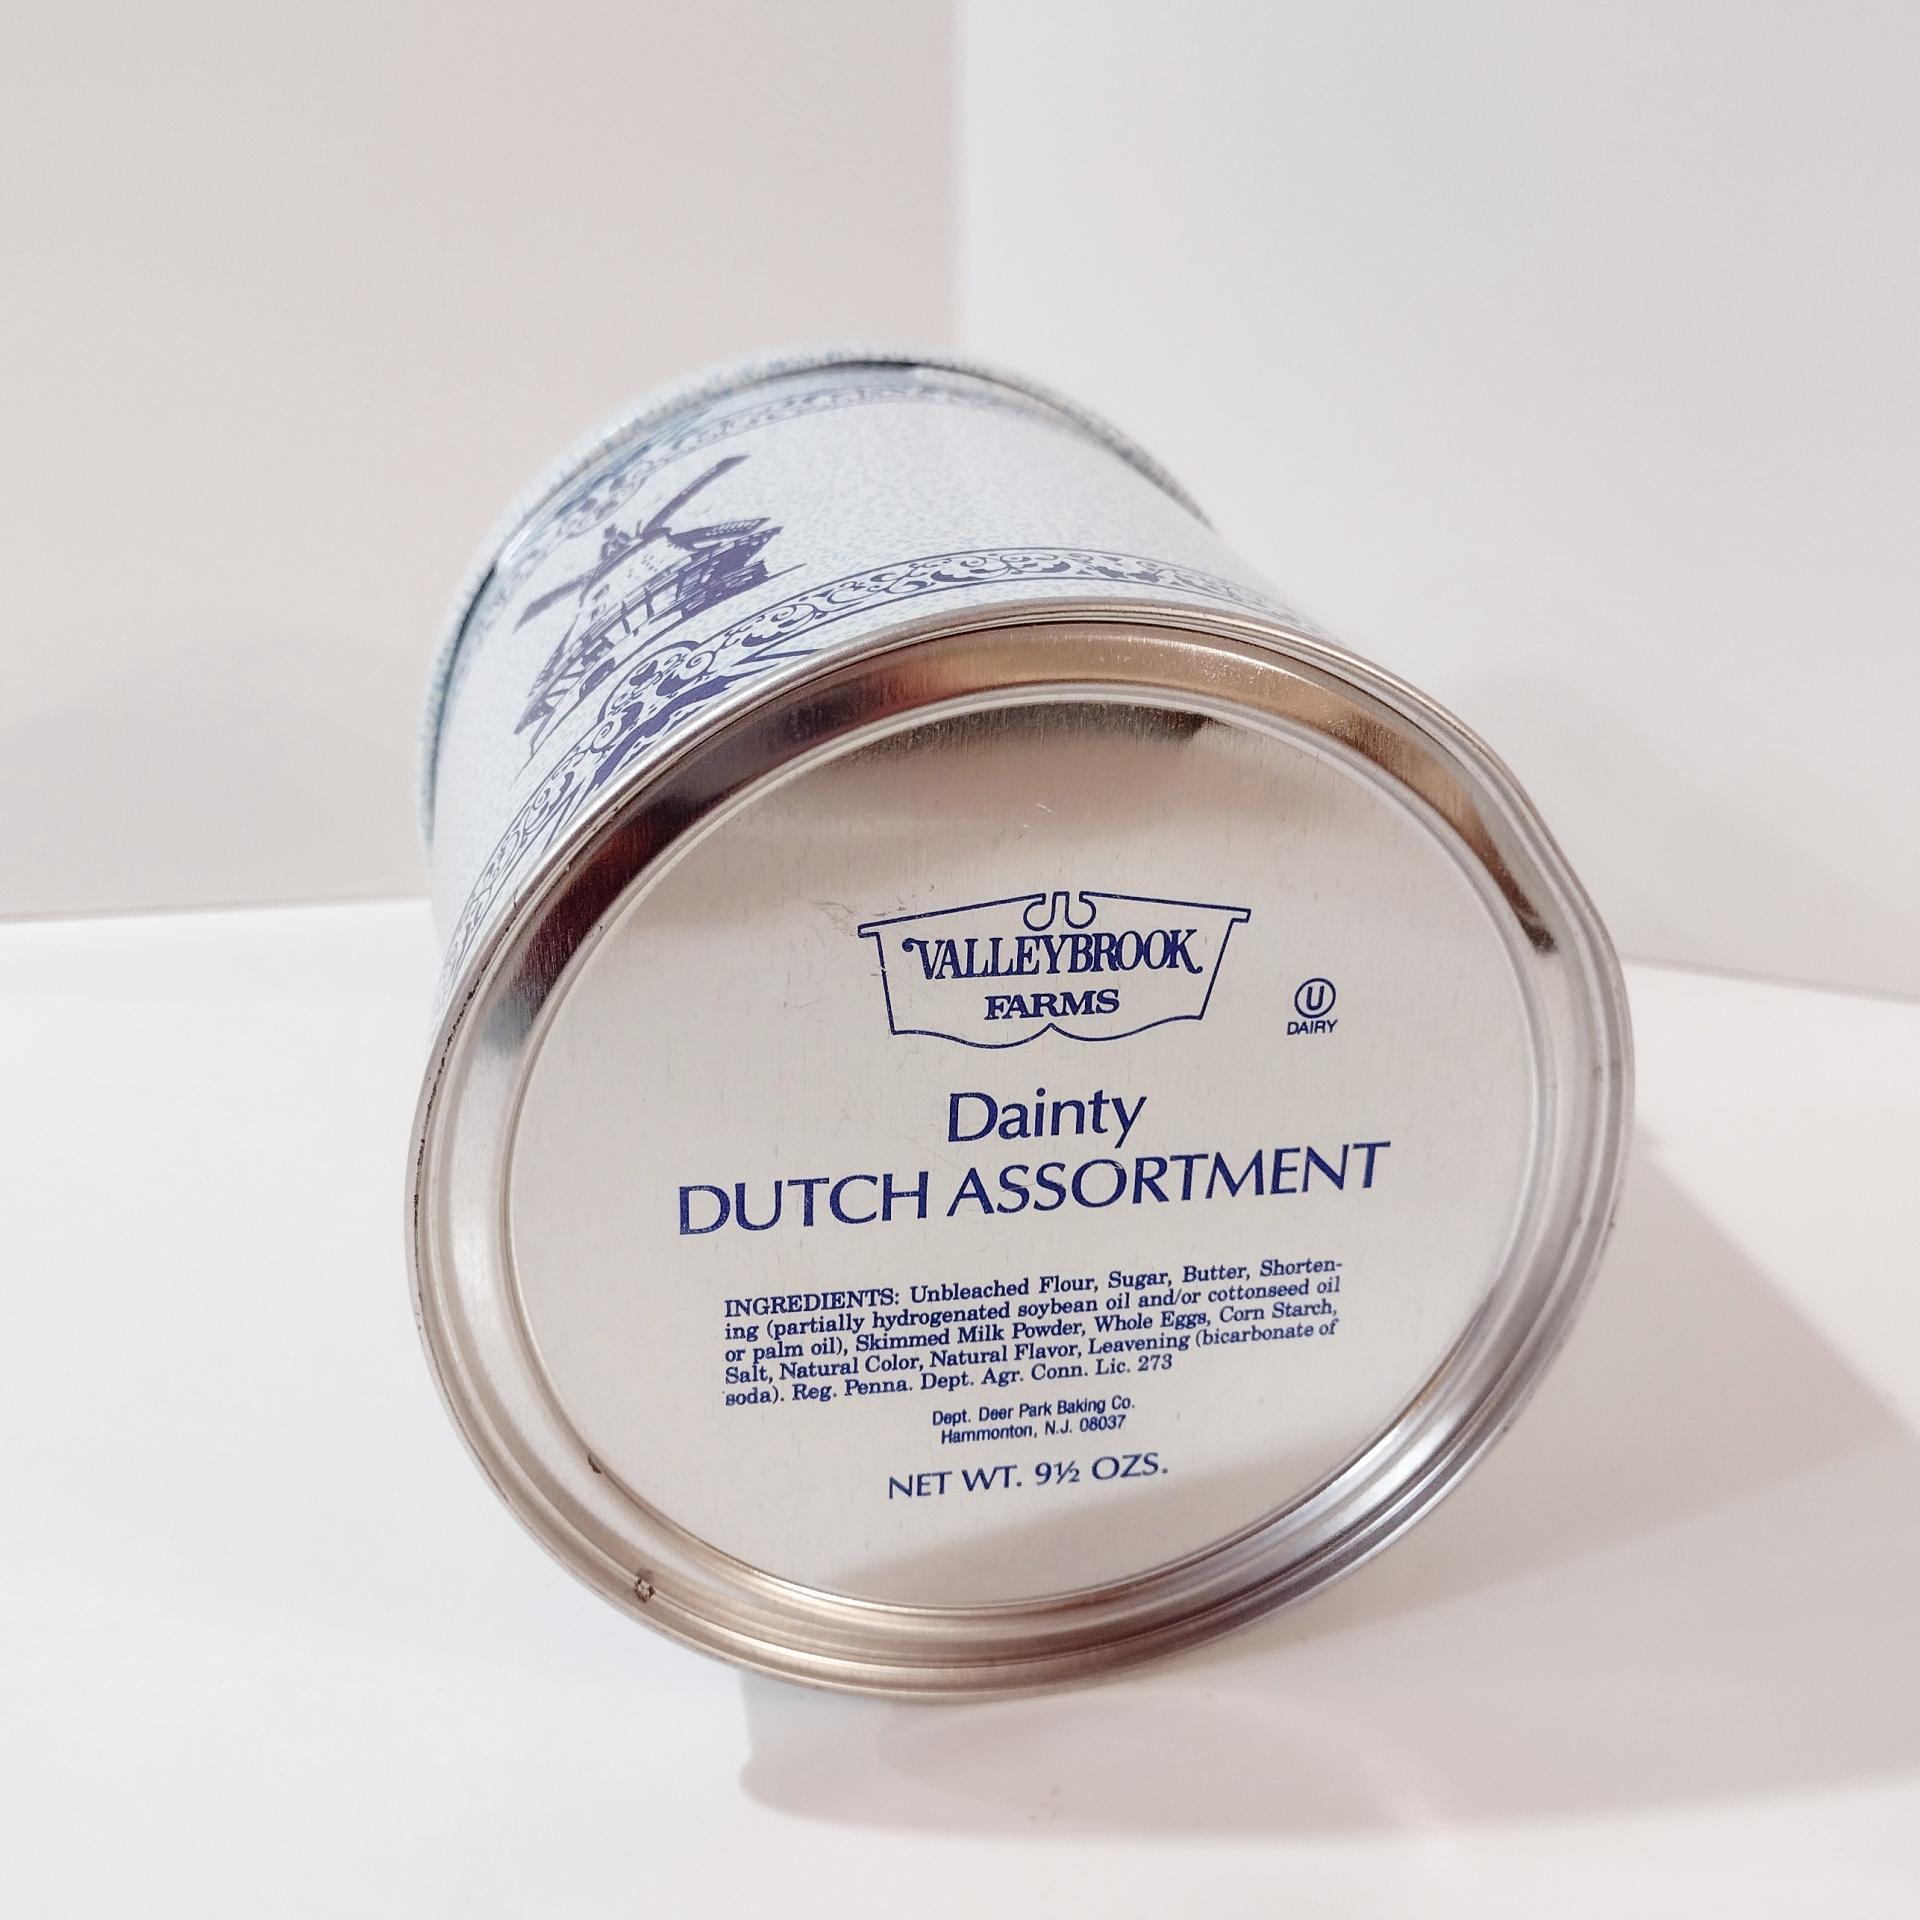 VALLEYBROOK
FARMS
U
DAIRY
Dainty
DUTCH ASSORTMENT
INGREDIENTS: Unbleached Flour, Sugar, Butter, Shorten-
ing (partially hydrogenated soybean oil and/or cottonseed oil
or palm oil), Skimmed Milk Powder, Whole Eggs, Corn Starch,
Salt, Natural Color, Natural Flavor, Leavening (bicarbonate of
soda). Reg. Penna. Dept. Agr. Conn. Lic. 273
Dept. Deer Park Baking Co.
Hammonton, N.J. 08037
NET WT. 9½ OZS.